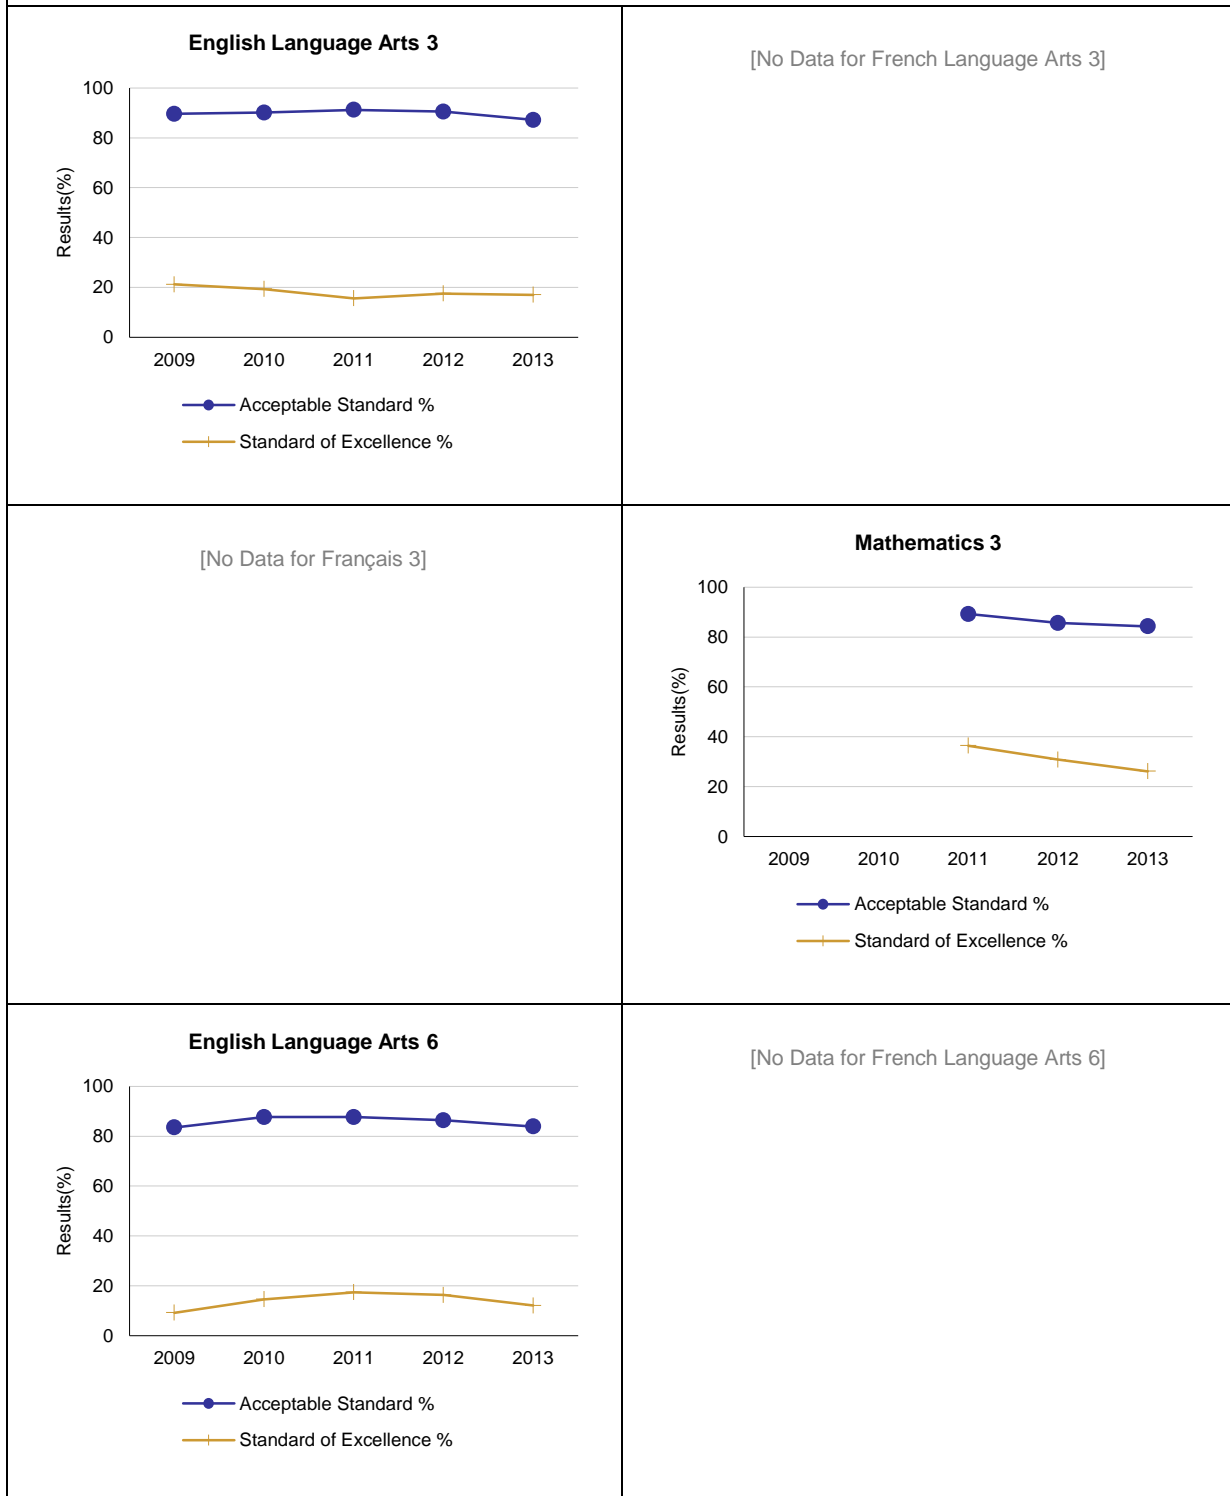 English Language Arts 3
100
80
60
40
20
0
Results(%)
2009 2010 2011 2012 2013
Acceptable Standard %
Standard of Excellence %
[No Data for French Language Arts 3]
[No Data for Français 3]
Mathematics 3
100
80
60
40
20
0
Results(%)
2009 2010 2011 2012 2013
Acceptable Standard %
Standard of Excellence %
English Language Arts 6
100
80
60
40
20
0
Results(%)
2009 2010 2011 2012 2013
Acceptable Standard %
Standard of Excellence %
[No Data for French Language Arts 6]